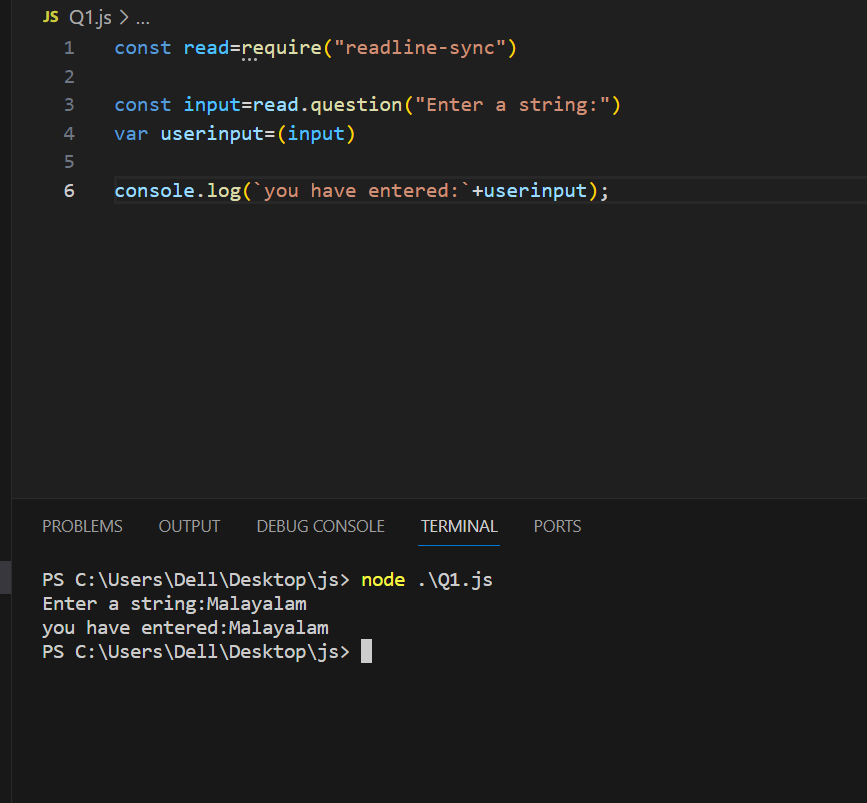 JS Q1.js > ...
1 const read=require("readline-sync")
2
3 const input=read.question("Enter a string:")
4 var userinput=(input)
5
6 console.log(`you have entered:`+userinput);
PROBLEMS OUTPUT DEBUG CONSOLE TERMINAL PORTS
PS C:\Users\Dell\Desktop\js> node .\Q1.js
Enter a string:Malayalam
you have entered:Malayalam
PS C:\Users\Dell\Desktop\js>